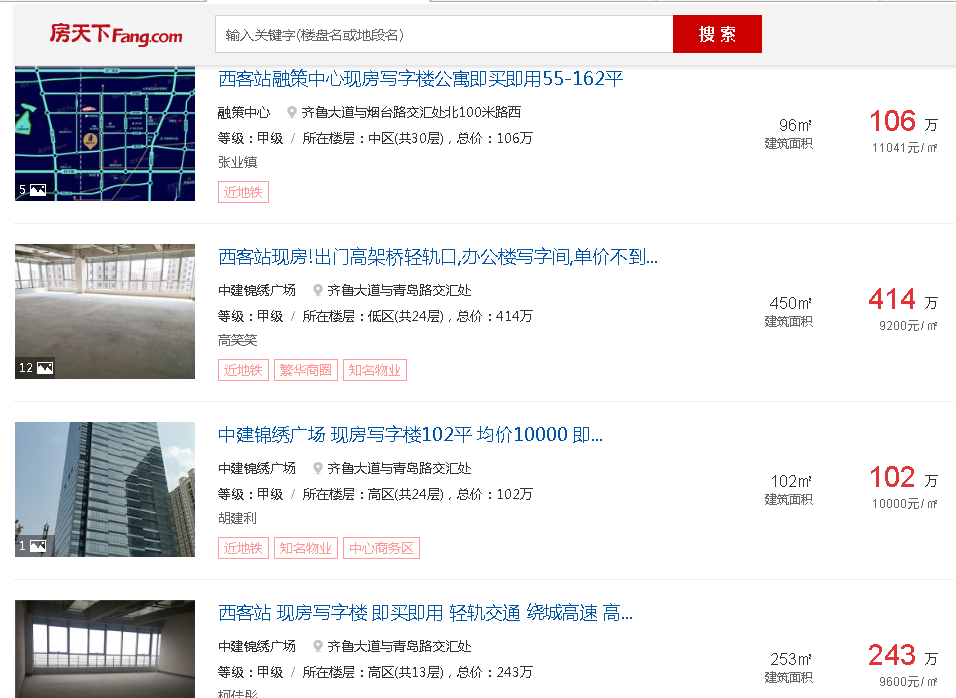 房天下Fang.com
输入关键字(楼盘名或地段名)
搜索
西客站融策中心现房写字楼公寓即买即用55-162平
融策中心 齐鲁大道与烟台路交汇处北100米路西
等级：甲级 / 所在楼层：中区(共30层)，总价：106万
张业镇
近地铁
96㎡
建筑面积
106 万
11041元/㎡
5
西客站现房!出门高架桥轻轨口,办公楼写字间,单价不到...
中建锦绣广场 齐鲁大道与青岛路交汇处
等级：甲级 / 所在楼层：低区(共24层)，总价：414万
高笑笑
近地铁 繁华商圈 知名物业
450㎡
建筑面积
414 万
9200元/㎡
12
中建锦绣广场 现房写字楼102平 均价10000 即...
中建锦绣广场 齐鲁大道与青岛路交汇处
等级：甲级 / 所在楼层：高区(共24层)，总价：102万
胡建利
近地铁 知名物业 中心商务区
102㎡
建筑面积
102 万
10000元/㎡
1
西客站 现房写字楼 即买即用 轻轨交通 绕城高速 高...
中建锦绣广场 齐鲁大道与青岛路交汇处
等级：甲级 / 所在楼层：高区(共13层)，总价：243万
柯佳彤
253㎡
建筑面积
243 万
9600元/㎡